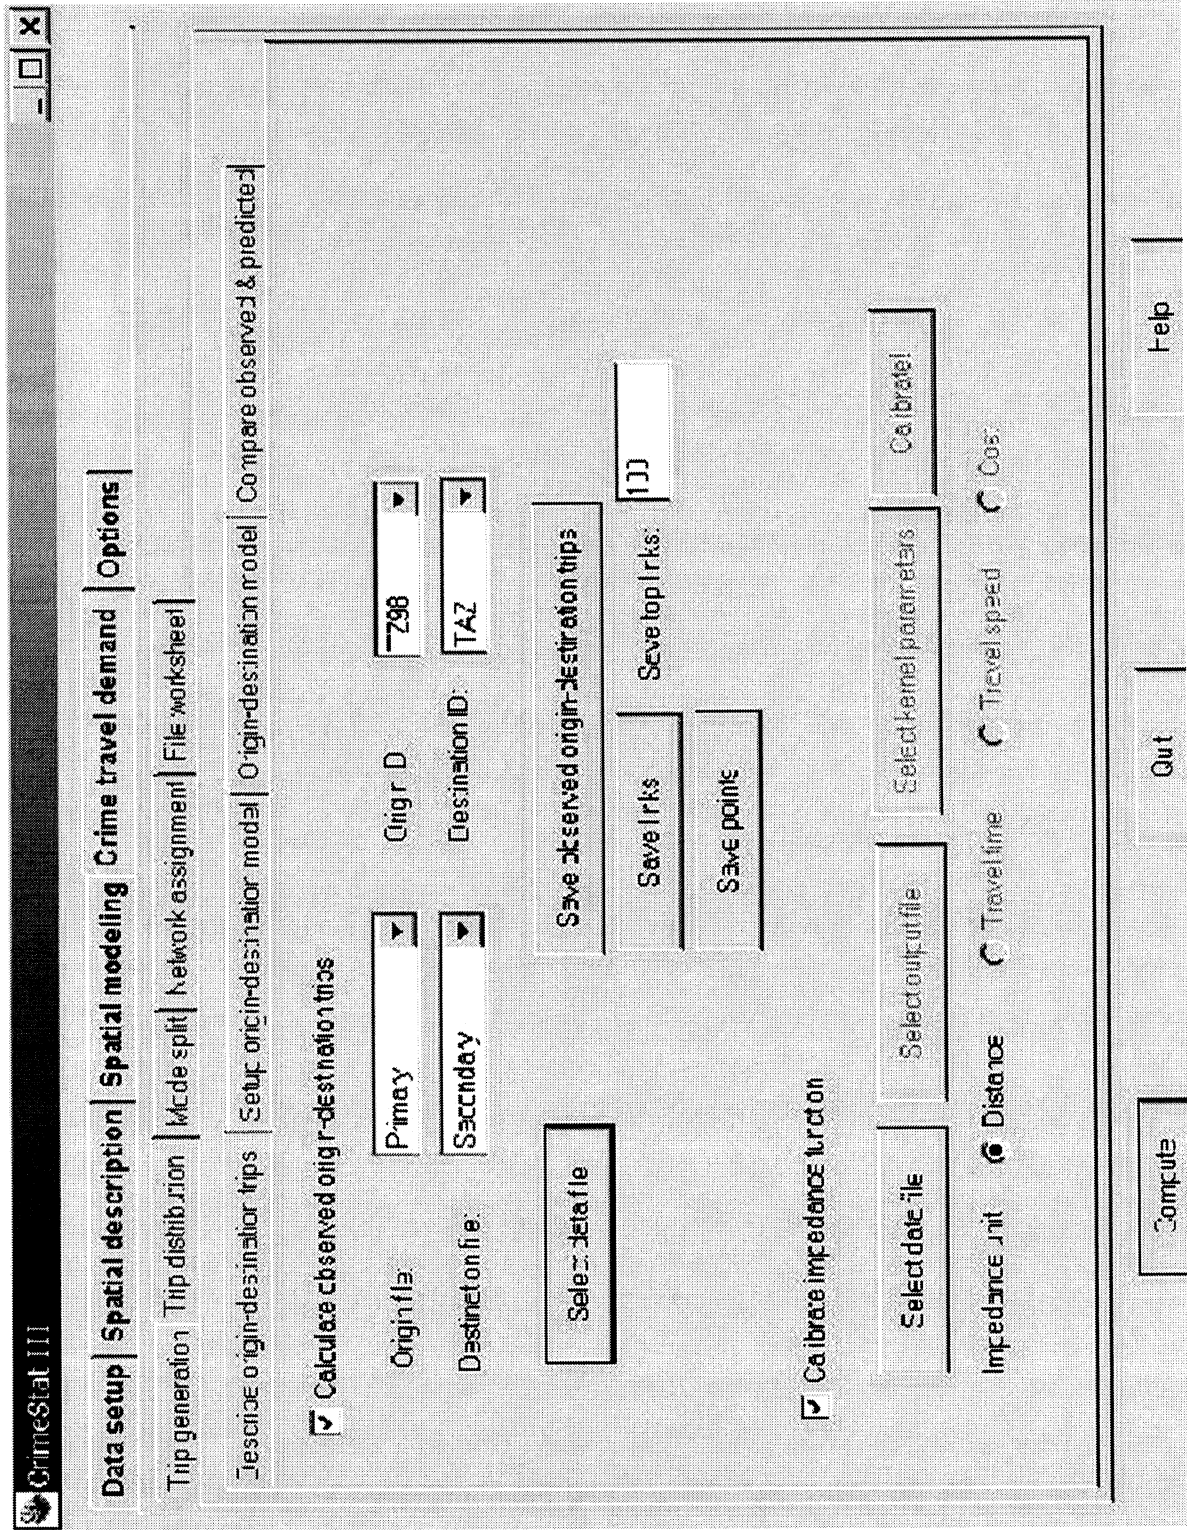 CrimeStat III
Data setup Spatial description Spatial modeling Crime travel demand Options
Trip generation Trip distribution Mode split Network assignment File worksheet
Describe origin-destination trips Setup origin-destination model Origin-destination model Compare observed & predicted
Calculate observed origin-destination trips
Origin file: Primary Origin ID TZ98
Destination file: Secondary Destination ID: TAZ
Select data file Save observed origin-destination trips
Save links Save top links: 100
Save points
Calibrate impedance function
Select data file Select output file Select kernel parameters Calibrate!
Impedance unit Distance Travel time Travel speed Cost
Compute Quit Help